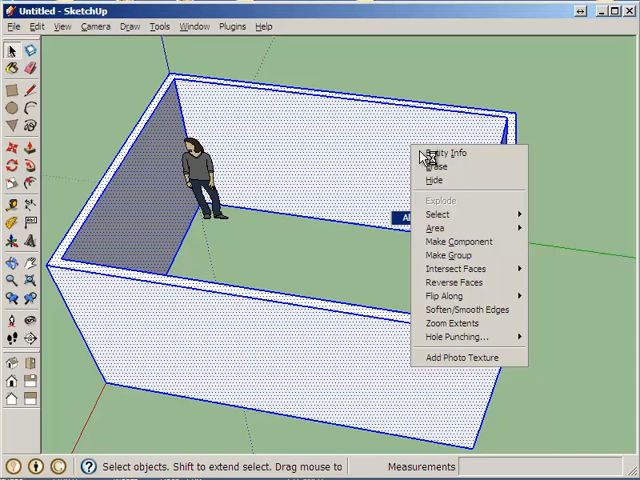 Untitled - SketchUp
File Edit View Camera Draw Tools Window Plugins Help
Info
Hide
Explode
Select
Area
Make Component
Make Group
Intersect Faces
Reverse Faces
Flip Along
Soften/Smooth Edges
Zoom Extents
Hole Punching...
Add Photo Texture
Select objects. Shift to extend select. Drag mouse to
Measurements